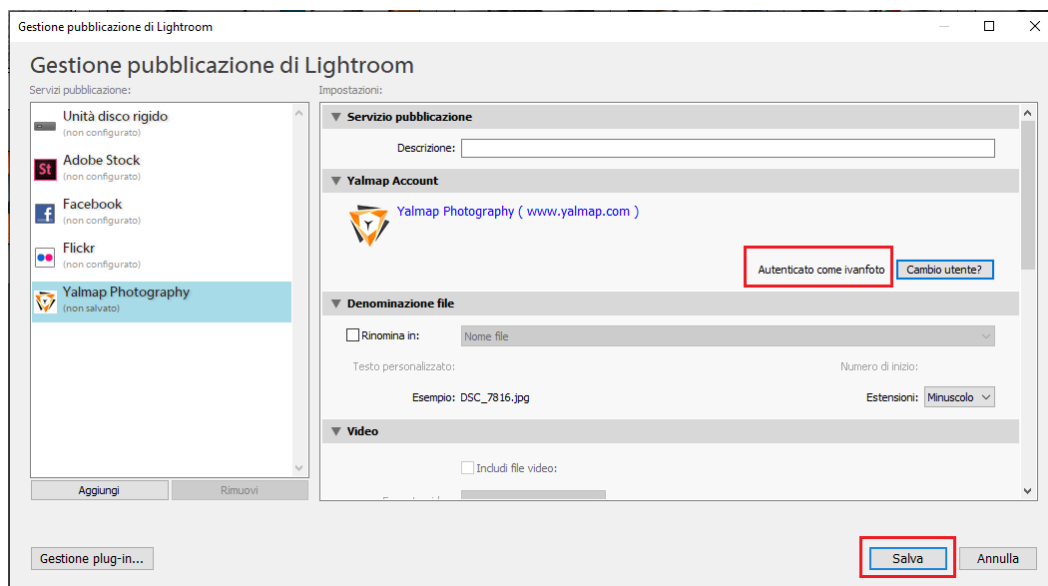 Gestione pubblicazione di Lightroom
Gestione pubblicazione di Lightroom
Servizi pubblicazione:
Unità disco rigido
(non configurato)
St
Adobe Stock
(non configurato)
f
Facebook
(non configurato)
Flickr
(non configurato)
Yalmap Photography
(non salvato)
Aggiungi Rimuovi
Impostazioni:
Servizio pubblicazione
Descrizione:
Yalmap Account
Yalmap Photography ( www.yalmap.com )
Autenticato come ivanfoto Cambio utente?
Denominazione file
Rinomina in: Nome file
Testo personalizzato: Numero di inizio:
Esempio: DSC_7816.jpg Estensioni: Minuscolo
Video
Includi file video:
Gestione plug-in... Salva Annulla